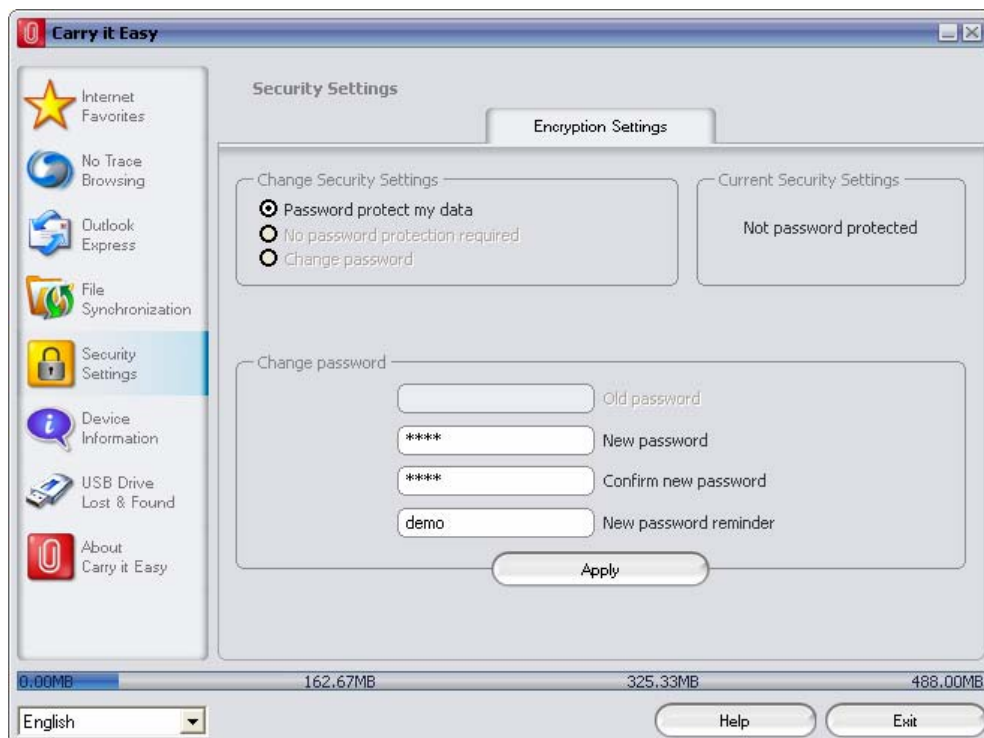 Carry it Easy
Internet
Favorites
No Trace
Browsing
Outlook
Express
File
Synchronization
Security
Settings
Device
Information
USB Drive
Lost & Found
About
Carry it Easy
Security Settings
Encryption Settings
Change Security Settings
Password protect my data
No password protection required
Change password
Current Security Settings
Not password protected
Change password
Old password
**** New password
**** Confirm new password
demo New password reminder
Apply
0.00MB 162.67MB 325.33MB 488.00MB
English Help Exit